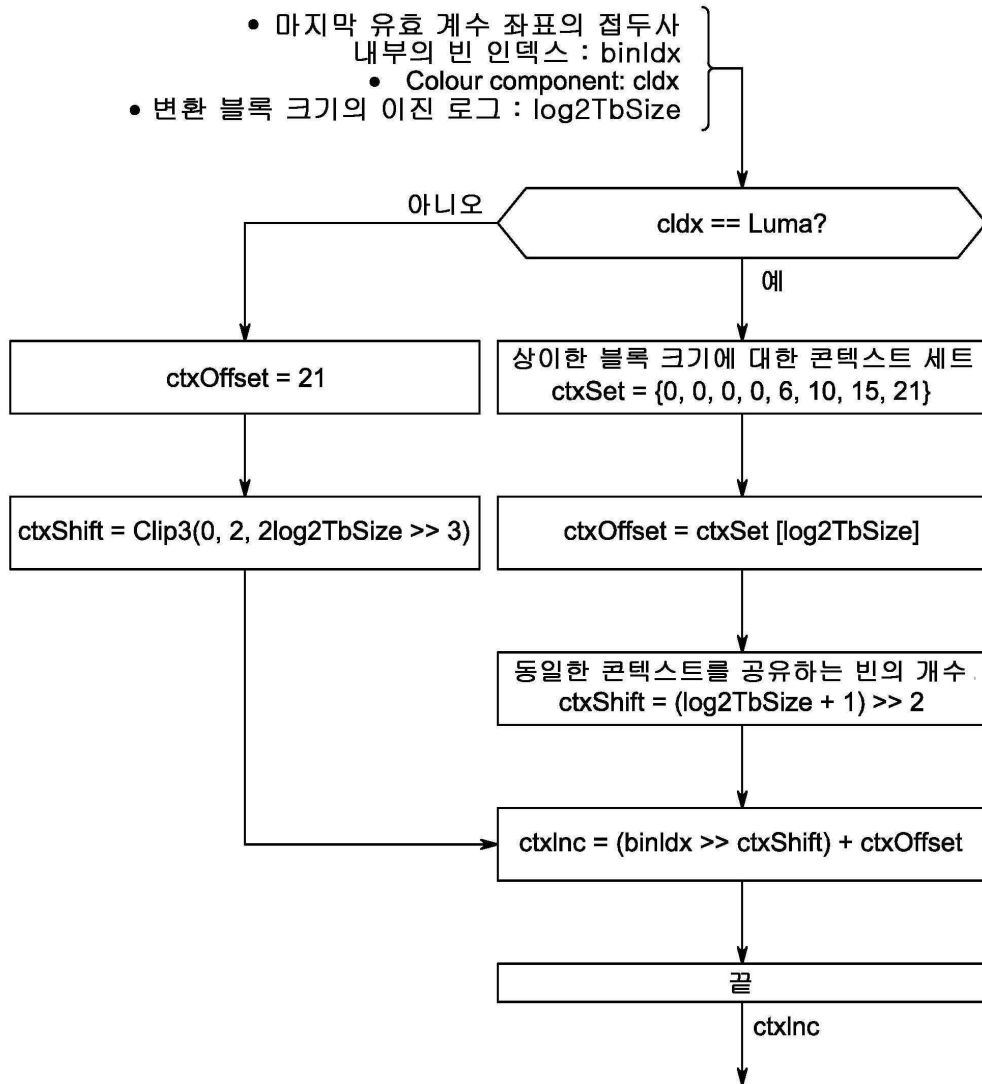 • 마지막 유효 계수 좌표의 접두사
내부의 빈 인덱스 : binIdx
• Colour component: cIdx
• 변환 블록 크기의 이진 로그 : log2TbSize
아니오
cIdx == Luma?
예
ctxOffset = 21
상이한 블록 크기에 대한 콘텍스트 세트
ctxSet = {0, 0, 0, 0, 6, 10, 15, 21}
ctxShift = Clip3(0, 2, 2log2TbSize >> 3)
ctxOffset = ctxSet [log2TbSize]
동일한 콘텍스트를 공유하는 빈의 개수
ctxShift = (log2TbSize + 1) >> 2
ctxInc = (binIdx >> ctxShift) + ctxOffset
끝
ctxInc